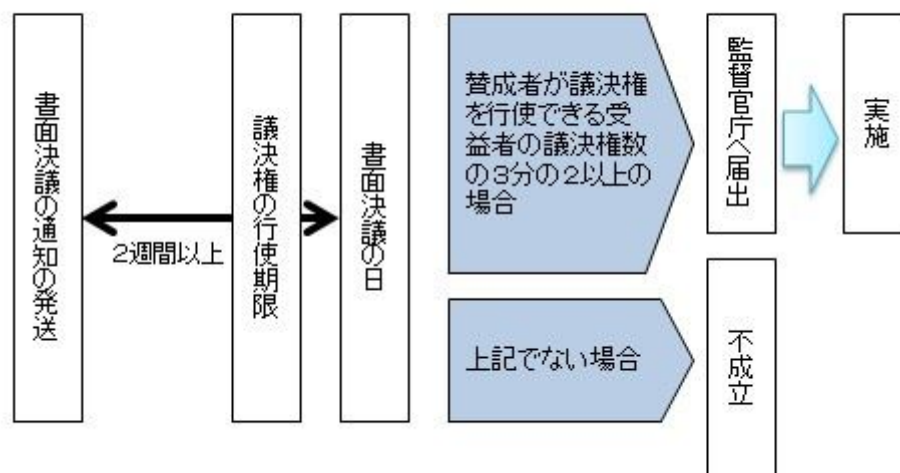 書面決議の通知の発送
2週間以上
議決権の行使期限
書面決議の日
賛成者が議決権
を行使できる受
益者の議決権数
の3分の2以上の
場合
監督官庁へ届出
実施
上記でない場合
不成立